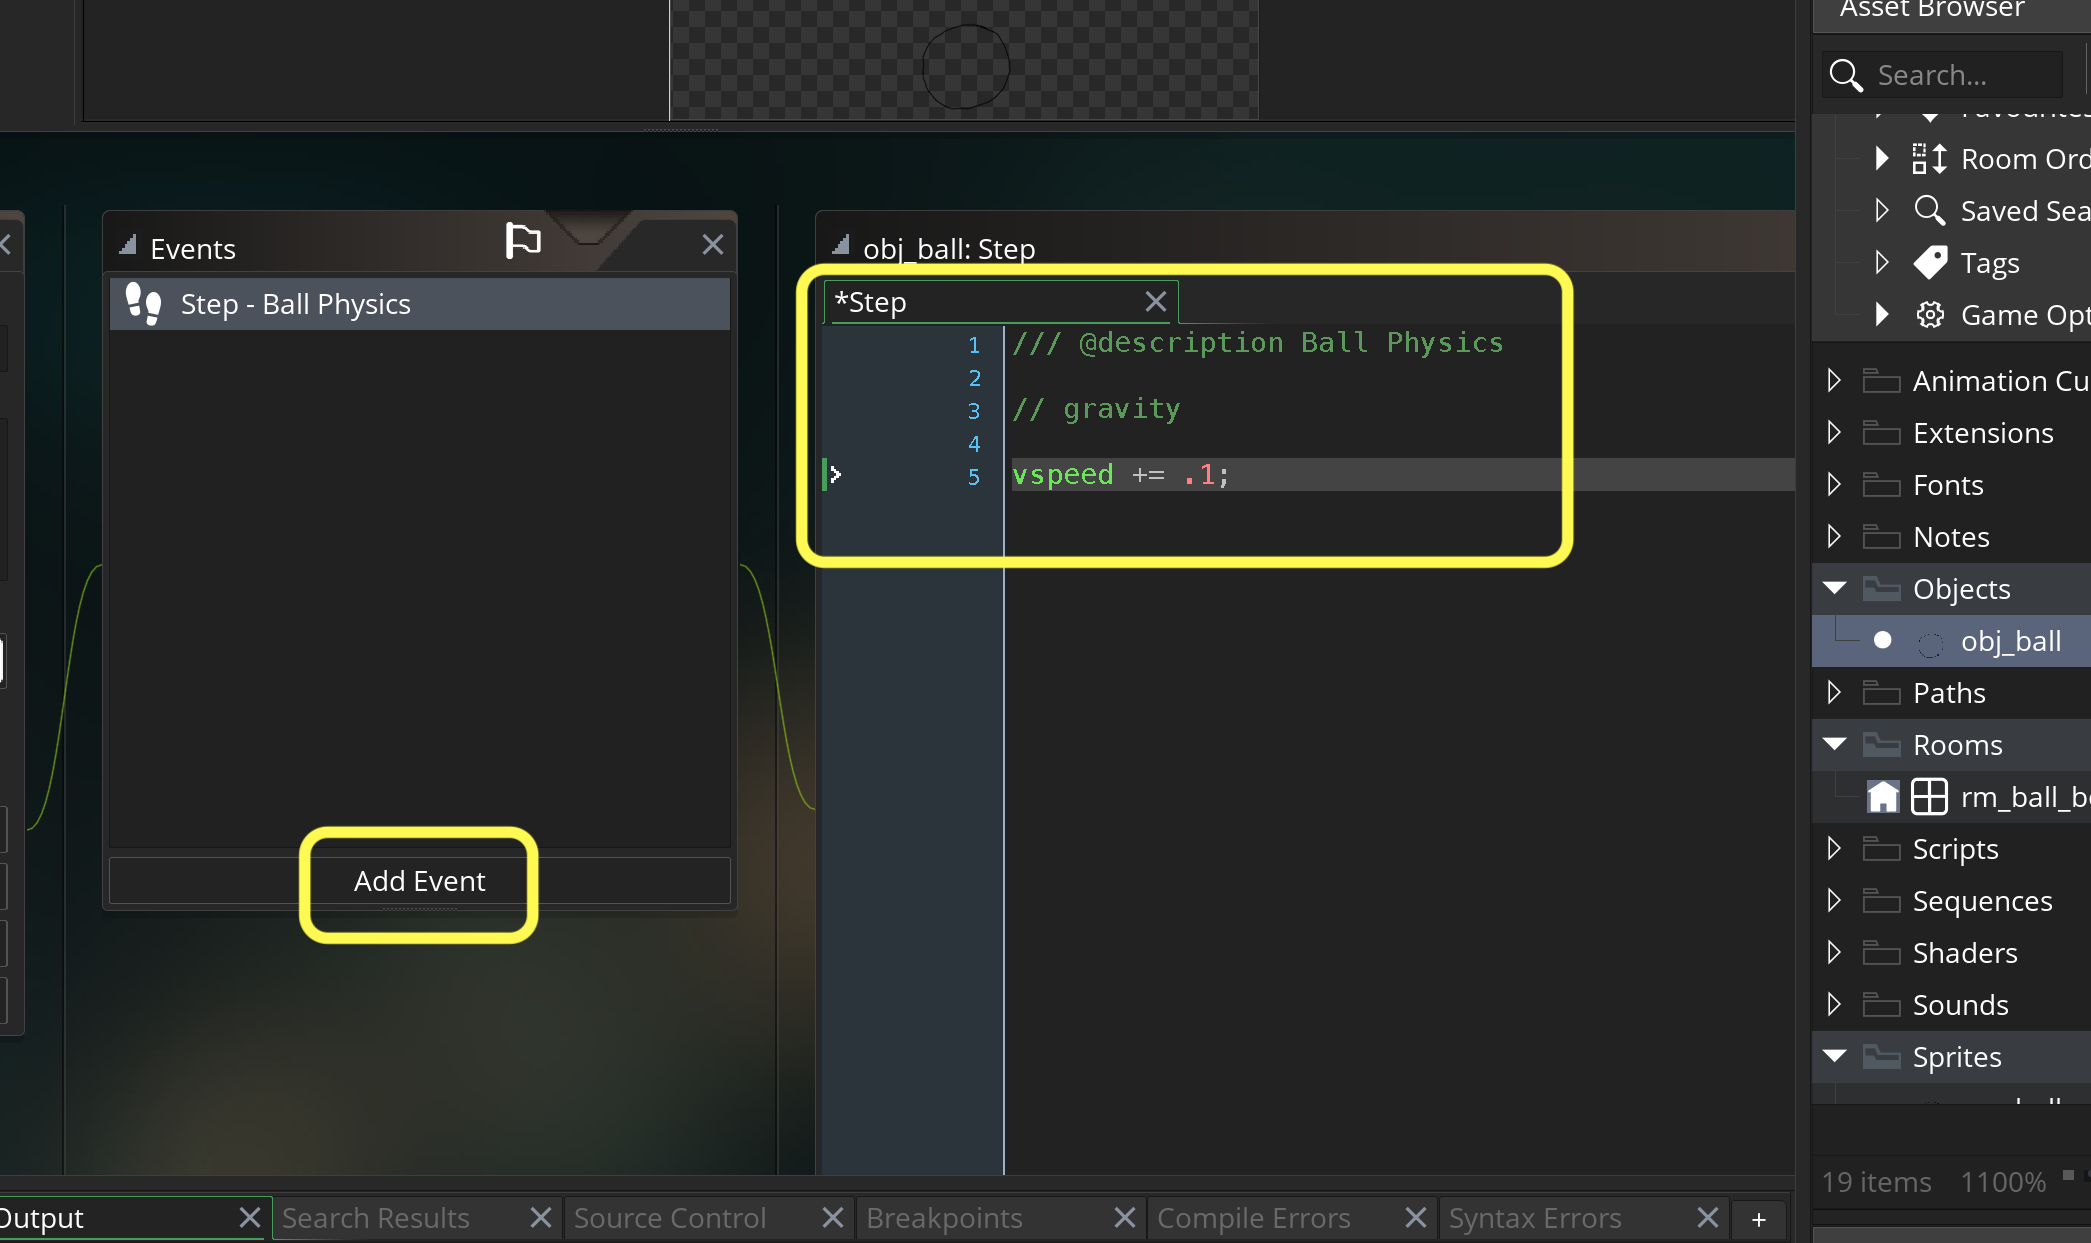 Asset Browser
Search...
Room Ord
Saved Sea
Tags
Game Opt
Animation Cu
Extensions
Fonts
Notes
Objects
obj_ball
Paths
Rooms
rm_ball_b
Scripts
Sequences
Shaders
Sounds
Sprites
19 items 1100%
Events
Step - Ball Physics
Add Event
obj_ball: Step
*Step
1 /// @description Ball Physics
2
3 // gravity
4
5 vspeed += .1;
Output
Search Results
Source Control
Breakpoints
Compile Errors
Syntax Errors
+